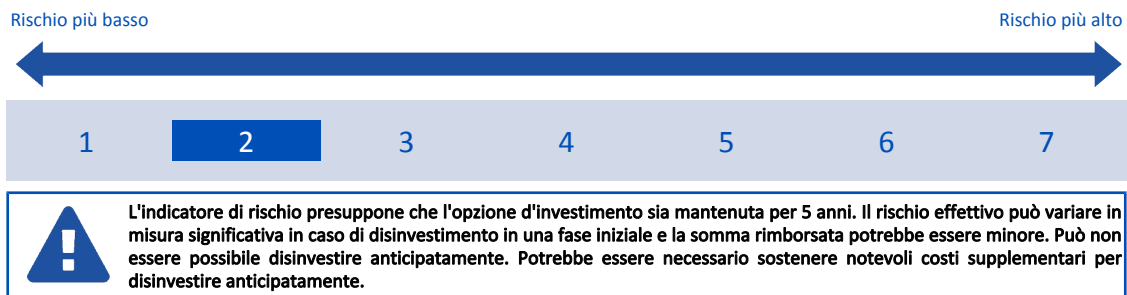 Rischio più basso Rischio più alto
1 2 3 4 5 6 7
L'indicatore di rischio presuppone che l'opzione d'investimento sia mantenuta per 5 anni. Il rischio effettivo può variare in
misura significativa in caso di disinvestimento in una fase iniziale e la somma rimborsata potrebbe essere minore. Può non
essere possibile disinvestire anticipatamente. Potrebbe essere necessario sostenere notevoli costi supplementari per
disinvestire anticipatamente.